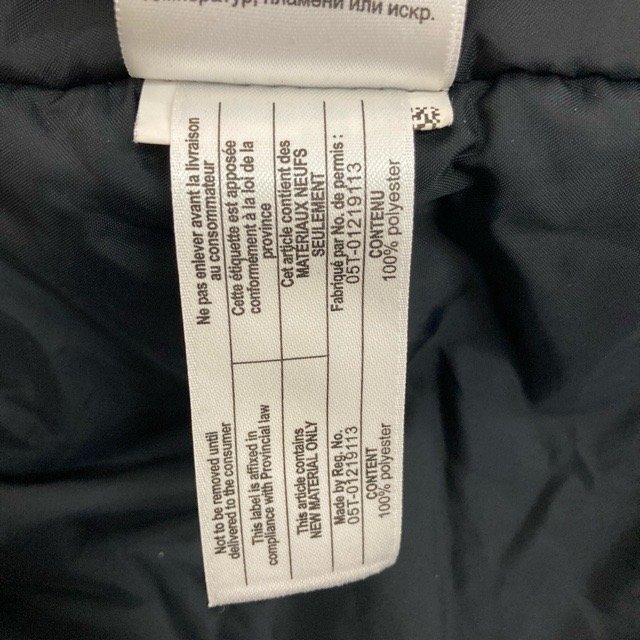 пламени или искр.
Not to be removed until
delivered to the consumer
Ne pas enlever avant la livraison
au consommateur
This label is affixed in
compliance with Provincial law
Cette étiquette est apposée
conformément à la loi de la
province
This article contains
NEW MATERIAL ONLY
Cet article contient des
MATÉRIAUX NEUFS
SEULEMENT
Made by Reg. No.
05T-01219113
Fabriqué par No. de permis :
05T-01219113
CONTENT
100% polyester
CONTENU
100% polyester